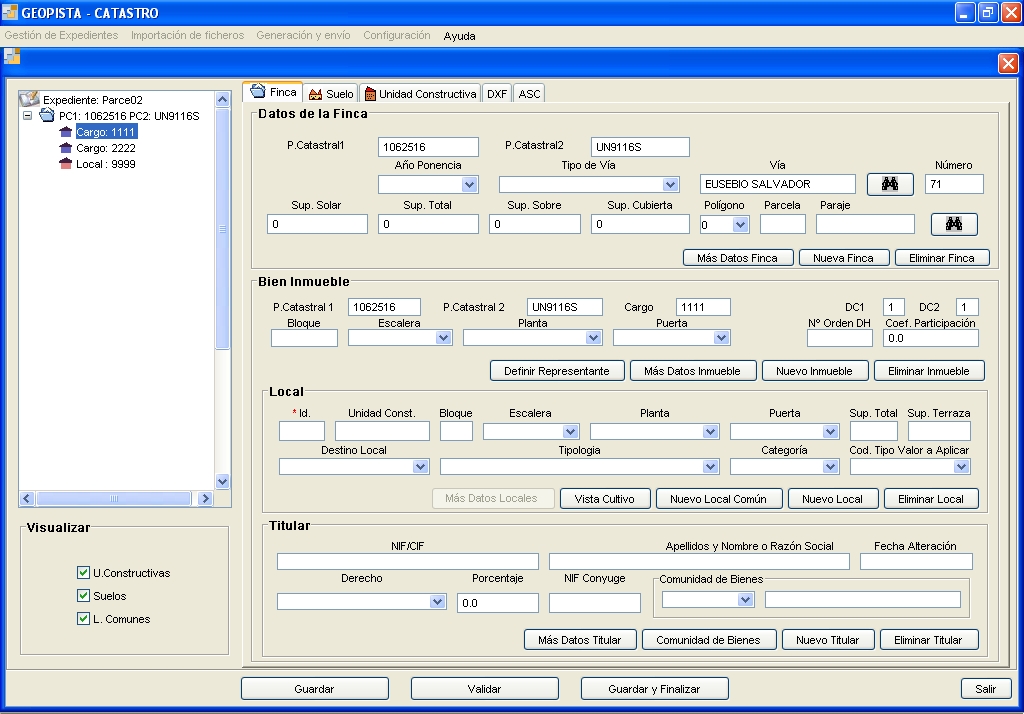 GEOPISTA - CATASTRO
Gestión de Expedientes Importación de ficheros Generación y envío Configuración Ayuda
Expediente: Parce02
PC1: 1062516 PC2: UN9116S
Cargo: 1111
Cargo: 2222
Local : 9999
Visualizar
U.Constructivas
Suelos
L. Comunes
Finca Suelo Unidad Constructiva DXF ASC
Datos de la Finca
P.Catastral1 1062516 P.Catastral2 UN9116S
Año Ponencia Tipo de Vía Vía Número
EUSEBIO SALVADOR 71
Sup. Solar Sup. Total Sup. Sobre Sup. Cubierta Polígono Parcela Paraje
0 0 0 0 0
Más Datos Finca Nueva Finca Eliminar Finca
Bien Inmueble
P.Catastral 1 1062516 P.Catastral 2 UN9116S Cargo 1111 DC1 1 DC2 1
Bloque Escalera Planta Puerta Nº Orden DH Coef. Participación
0.0
Definir Representante Más Datos Inmueble Nuevo Inmueble Eliminar Inmueble
Local
* Id. Unidad Const. Bloque Escalera Planta Puerta Sup. Total Sup. Terraza
Destino Local Tipologia Categoría Cod. Tipo Valor a Aplicar
Más Datos Locales Vista Cultivo Nuevo Local Común Nuevo Local Eliminar Local
Titular
NIF/CIF Apellidos y Nombre o Razón Social Fecha Alteración
Derecho Porcentaje NIF Conyuge Comunidad de Bienes
0.0
Más Datos Titular Comunidad de Bienes Nuevo Titular Eliminar Titular
Guardar Validar Guardar y Finalizar Salir